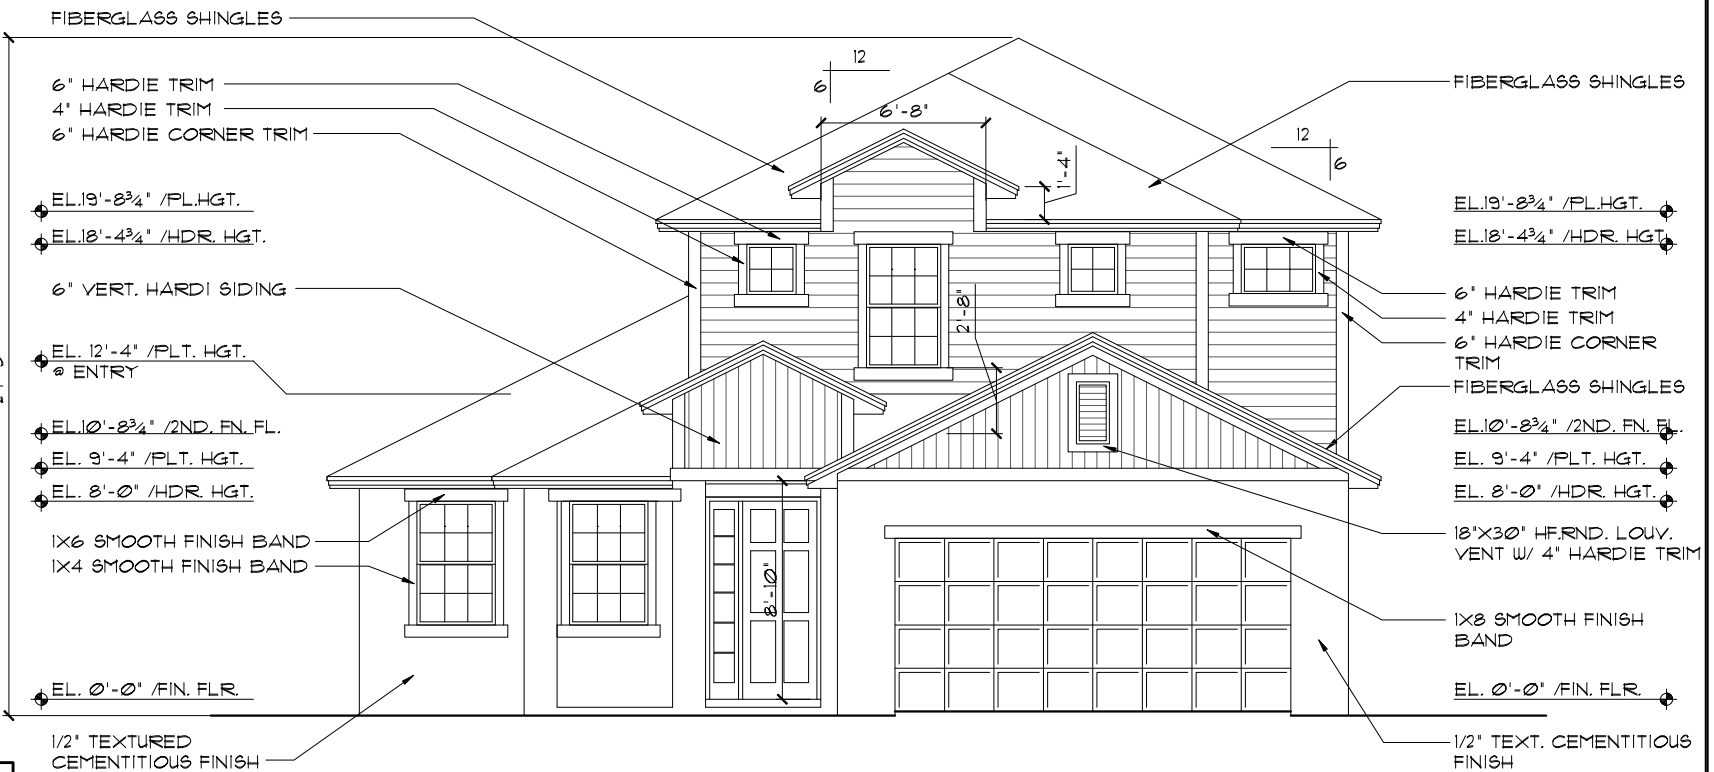 FIBERGLASS SHINGLES
6" HARDIE TRIM
4" HARDIE TRIM
6" HARDIE CORNER TRIM
EL.19'-8¾" /PL.HGT.
EL.18'-4¾" /HDR. HGT.
6" VERT. HARDI SIDING
EL. 12'-4" /PLT. HGT.
@ ENTRY
EL.10'-8¾" /2ND. FN. FL.
EL. 9'-4" /PLT. HGT.
EL. 8'-0" /HDR. HGT.
1X6 SMOOTH FINISH BAND
1X4 SMOOTH FINISH BAND
EL. 0'-0" /FIN. FLR.
1/2" TEXTURED
CEMENTITIOUS FINISH
12
6
6'-8"
1'-4"
2'-8"
8'-10"
12
6
FIBERGLASS SHINGLES
EL.19'-8¾" /PL.HGT.
EL.18'-4¾" /HDR. HGT
6" HARDIE TRIM
4" HARDIE TRIM
6" HARDIE CORNER
TRIM
FIBERGLASS SHINGLES
EL.10'-8¾" /2ND. FN. FL.
EL. 9'-4" /PLT. HGT.
EL. 8'-0" /HDR. HGT.
18"X30" HF.RND. LOUV.
VENT W/ 4" HARDIE TRIM
1X8 SMOOTH FINISH
BAND
EL. 0'-0" /FIN. FLR.
1/2" TEXT. CEMENTITIOUS
FINISH